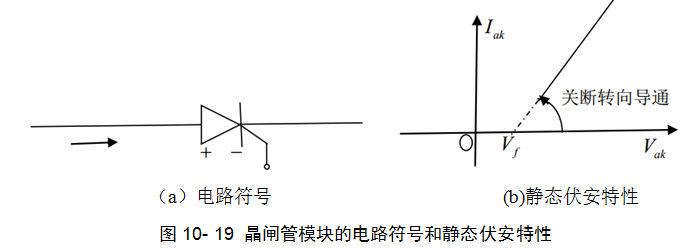 I_ak
关断转向导通
O
V_f
V_ak
+ −
（a）电路符号
(b)静态伏安特性
图 10- 19 晶闸管模块的电路符号和静态伏安特性